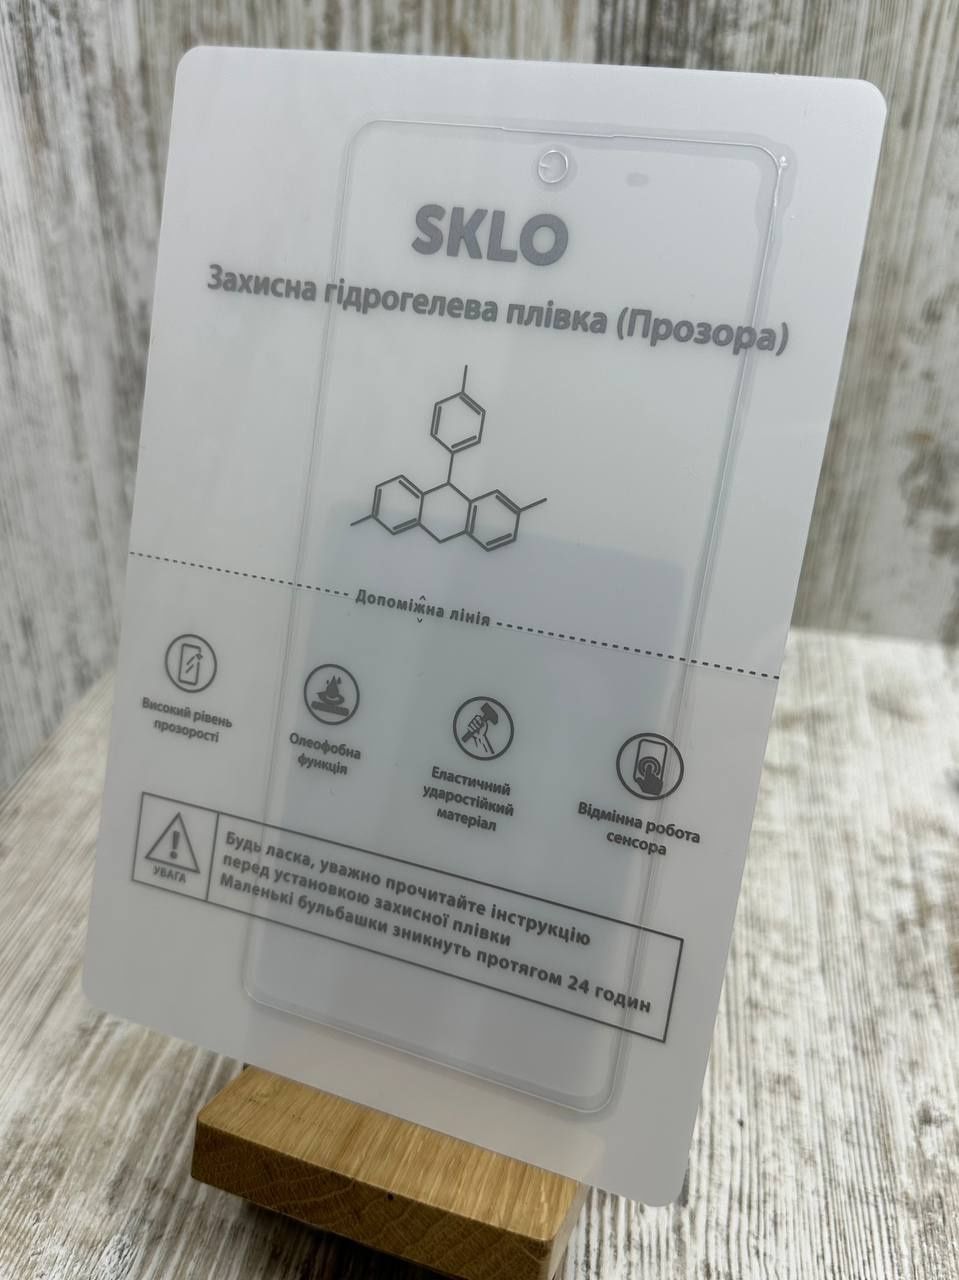 SKLO
Захисна гідрогелева плівка (Прозора)
Допоміжна лінія
Високий рівень
прозорості
Олеофобна
функція
Еластичний
ударостійкий
матеріал
Відмінна робота
сенсора
УВАГА
Будь ласка, уважно прочитайте інструкцію
перед установкою захисної плівки
Маленькі бульбашки зникнуть протягом 24 годин